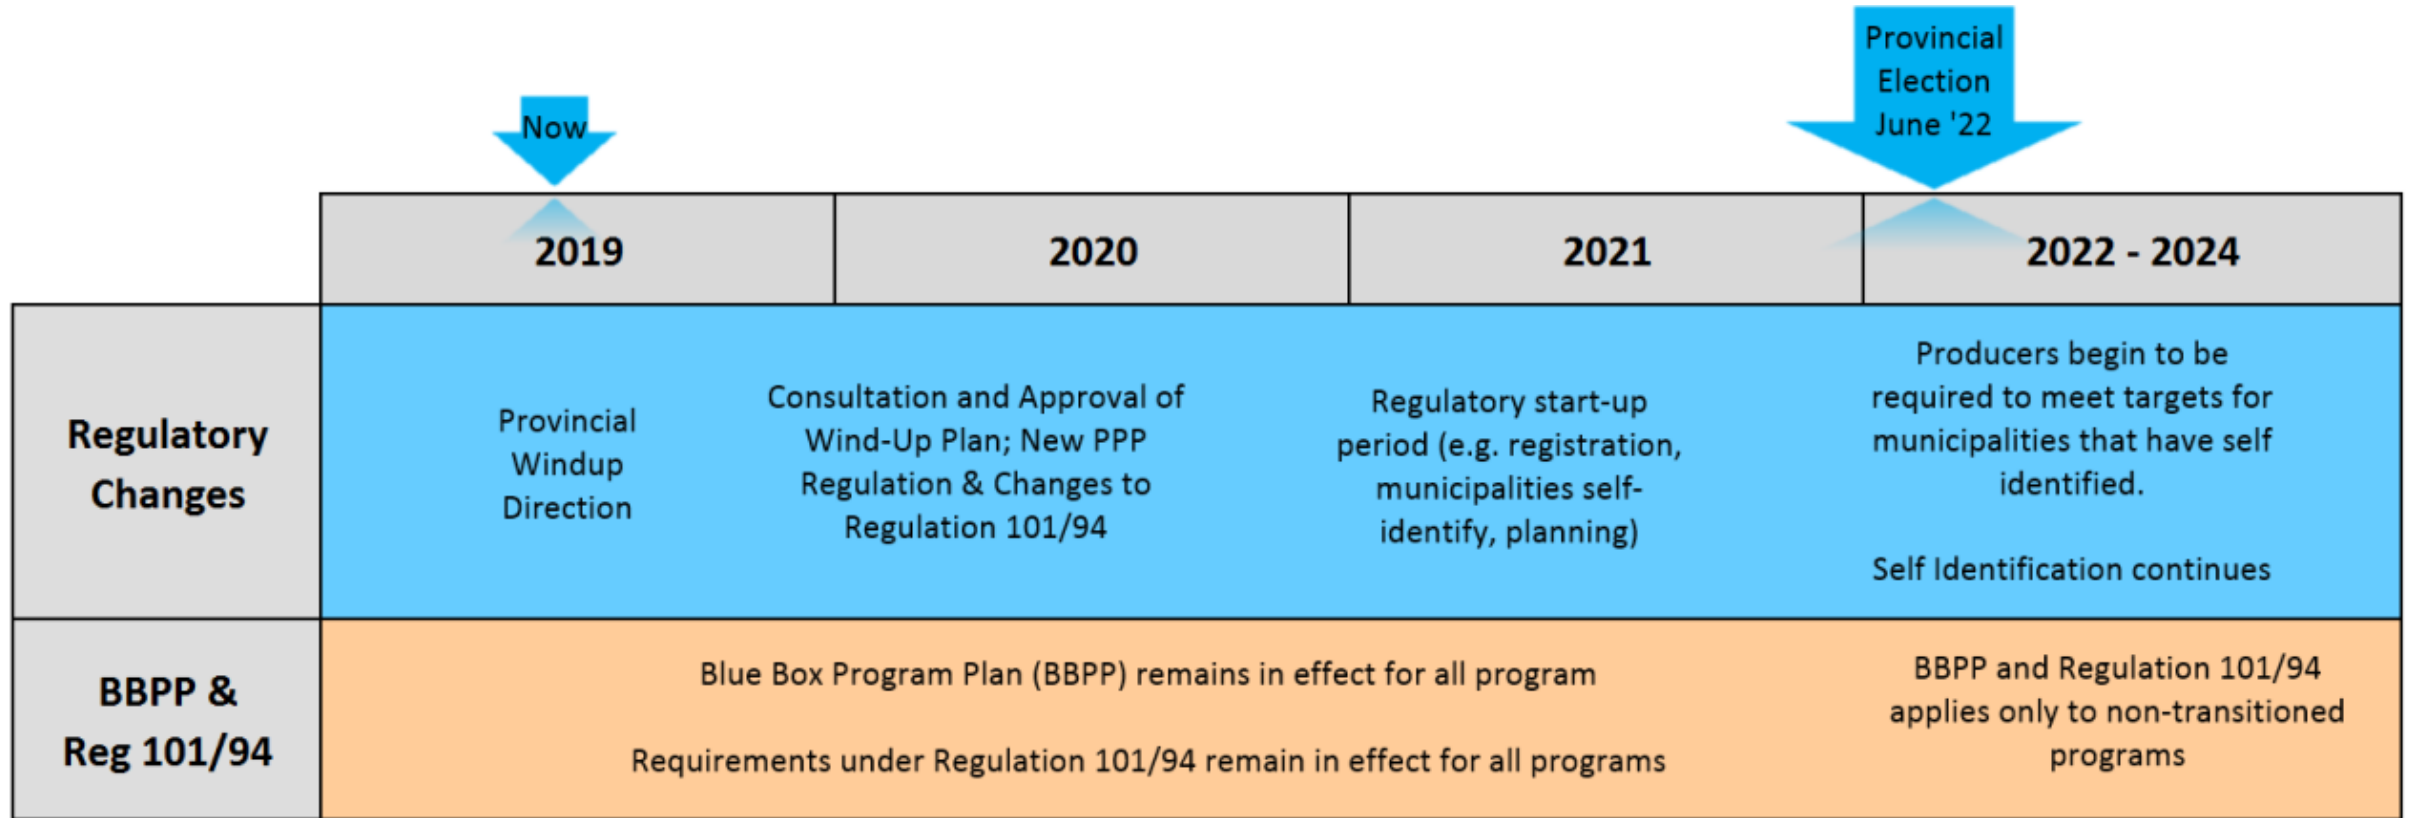 Now
Provincial
Election
June '22
2019
2020
2021
2022 - 2024
Regulatory
Changes
Provincial
Windup
Direction
Consultation and Approval of
Wind-Up Plan; New PPP
Regulation & Changes to
Regulation 101/94
Regulatory start-up
period (e.g. registration,
municipalities self-
identify, planning)
Producers begin to be
required to meet targets for
municipalities that have self
identified.
Self Identification continues
BBPP &
Reg 101/94
Blue Box Program Plan (BBPP) remains in effect for all program
Requirements under Regulation 101/94 remain in effect for all programs
BBPP and Regulation 101/94
applies only to non-transitioned
programs